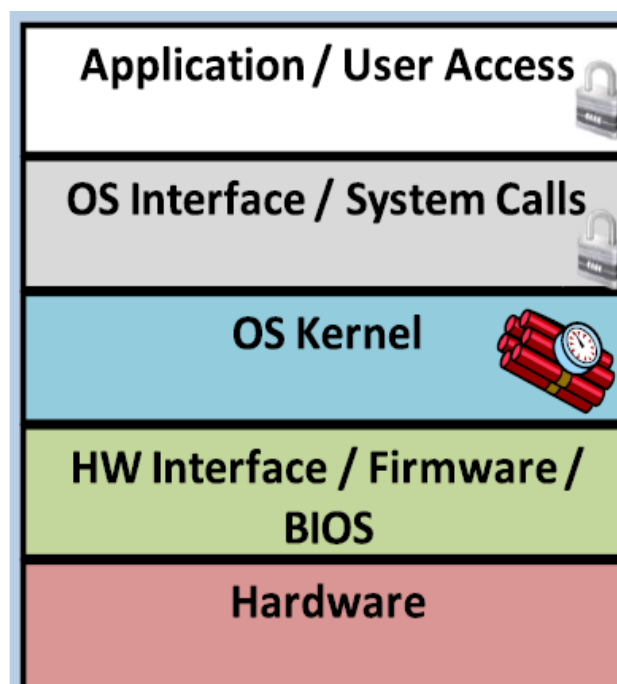 Application / User Access
OS Interface / System Calls
OS Kernel
HW Interface / Firmware /
BIOS
Hardware